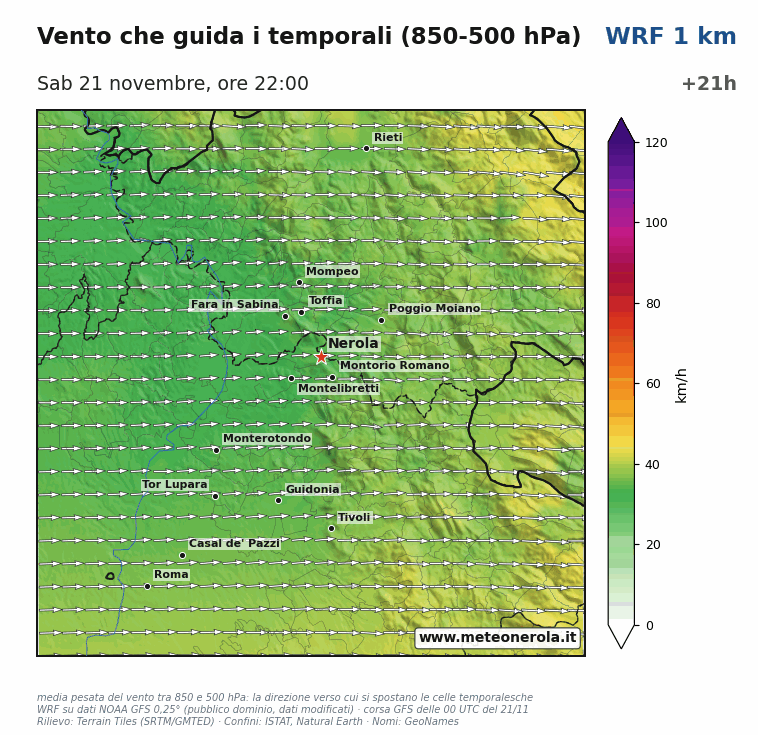 Vento che guida i temporali (850-500 hPa) WRF 1 km
Sab 21 novembre, ore 22:00 +21h
Rieti
Mompeo
Fara in Sabina
Toffia
Poggio Moiano
Nerola
Montorio Romano
Montelibretti
Monterotondo
Tor Lupara
Guidonia
Tivoli
Casal de' Pazzi
Roma
www.meteonerola.it
120
100
80
60
40
20
0
km/h
media pesata del vento tra 850 e 500 hPa: la direzione verso cui si spostano le celle temporalesche
WRF su dati NOAA GFS 0,25° (pubblico dominio, dati modificati) · corsa GFS delle 00 UTC del 21/11
Rilievo: Terrain Tiles (SRTM/GMTED) · Confini: ISTAT, Natural Earth · Nomi: GeoNames